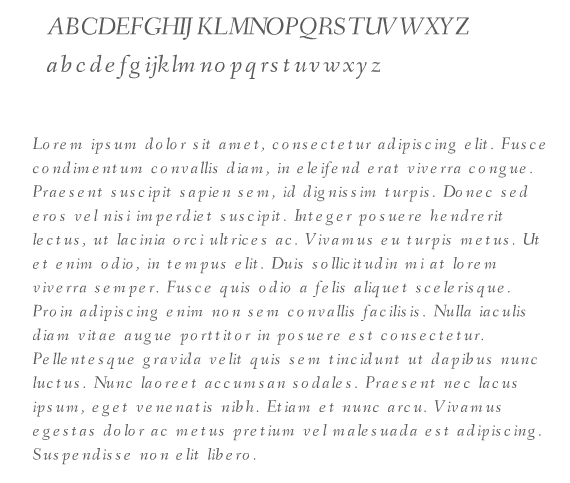 ABCDEFGHIJKLMNOPQRSTUVWXYZ
abcdefgijklmnopqrstuvwxyz
Lorem ipsum dolor sit amet, consectetur adipiscing elit. Fusce
condimentum convallis diam, in eleifend erat viverra congue.
Praesent suscipit sapien sem, id dignissim turpis. Donec sed
eros vel nisi imperdiet suscipit. Integer posuere hendrerit
lectus, ut lacinia orci ultrices ac. Vivamus eu turpis metus. Ut
et enim odio, in tempus elit. Duis sollicitudin mi at lorem
viverra semper. Fusce quis odio a felis aliquet scelerisque.
Proin adipiscing enim non sem convallis facilisis. Nulla iaculis
diam vitae augue porttitor in posuere est consectetur.
Pellentesque gravida velit quis sem tincidunt ut dapibus nunc
luctus. Nunc laoreet accumsan sodales. Praesent nec lacus
ipsum, eget venenatis nibh. Etiam et nunc arcu. Vivamus
egestas dolor ac metus pretium vel malesuada est adipiscing.
Suspendisse non elit libero.